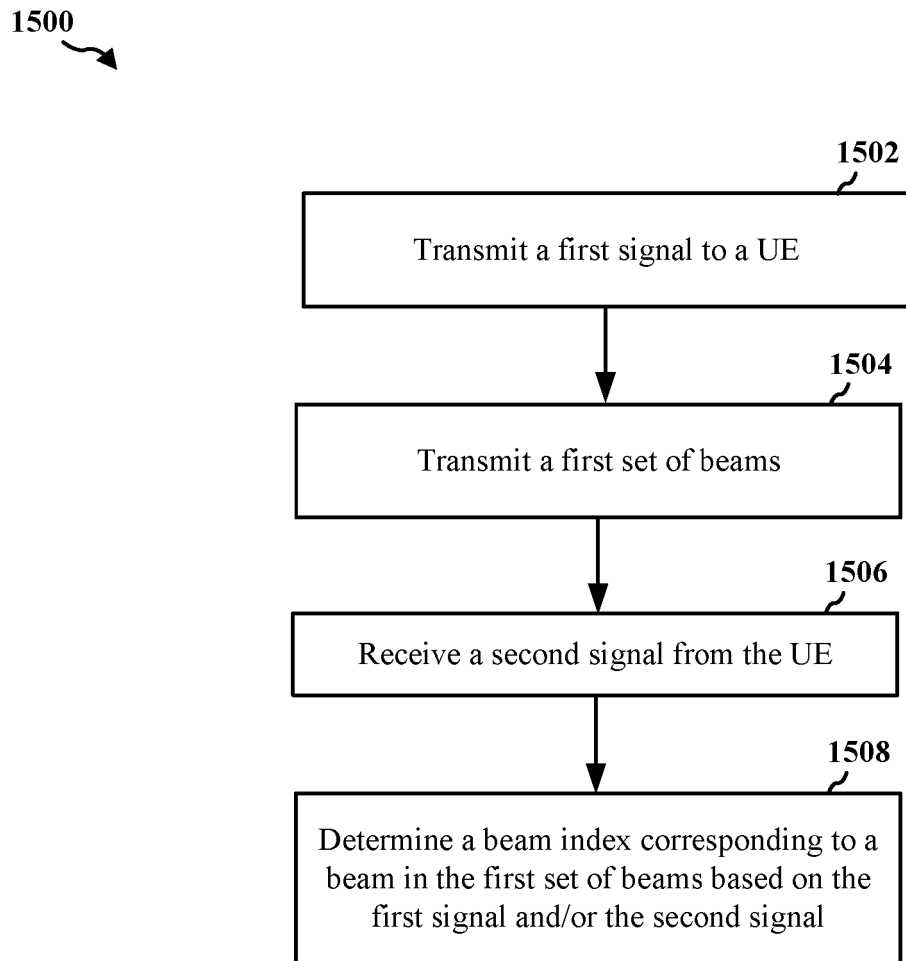 1500
1502
Transmit a first signal to a UE
1504
Transmit a first set of beams
1506
Receive a second signal from the UE
1508
Determine a beam index corresponding to a
beam in the first set of beams based on the
first signal and/or the second signal